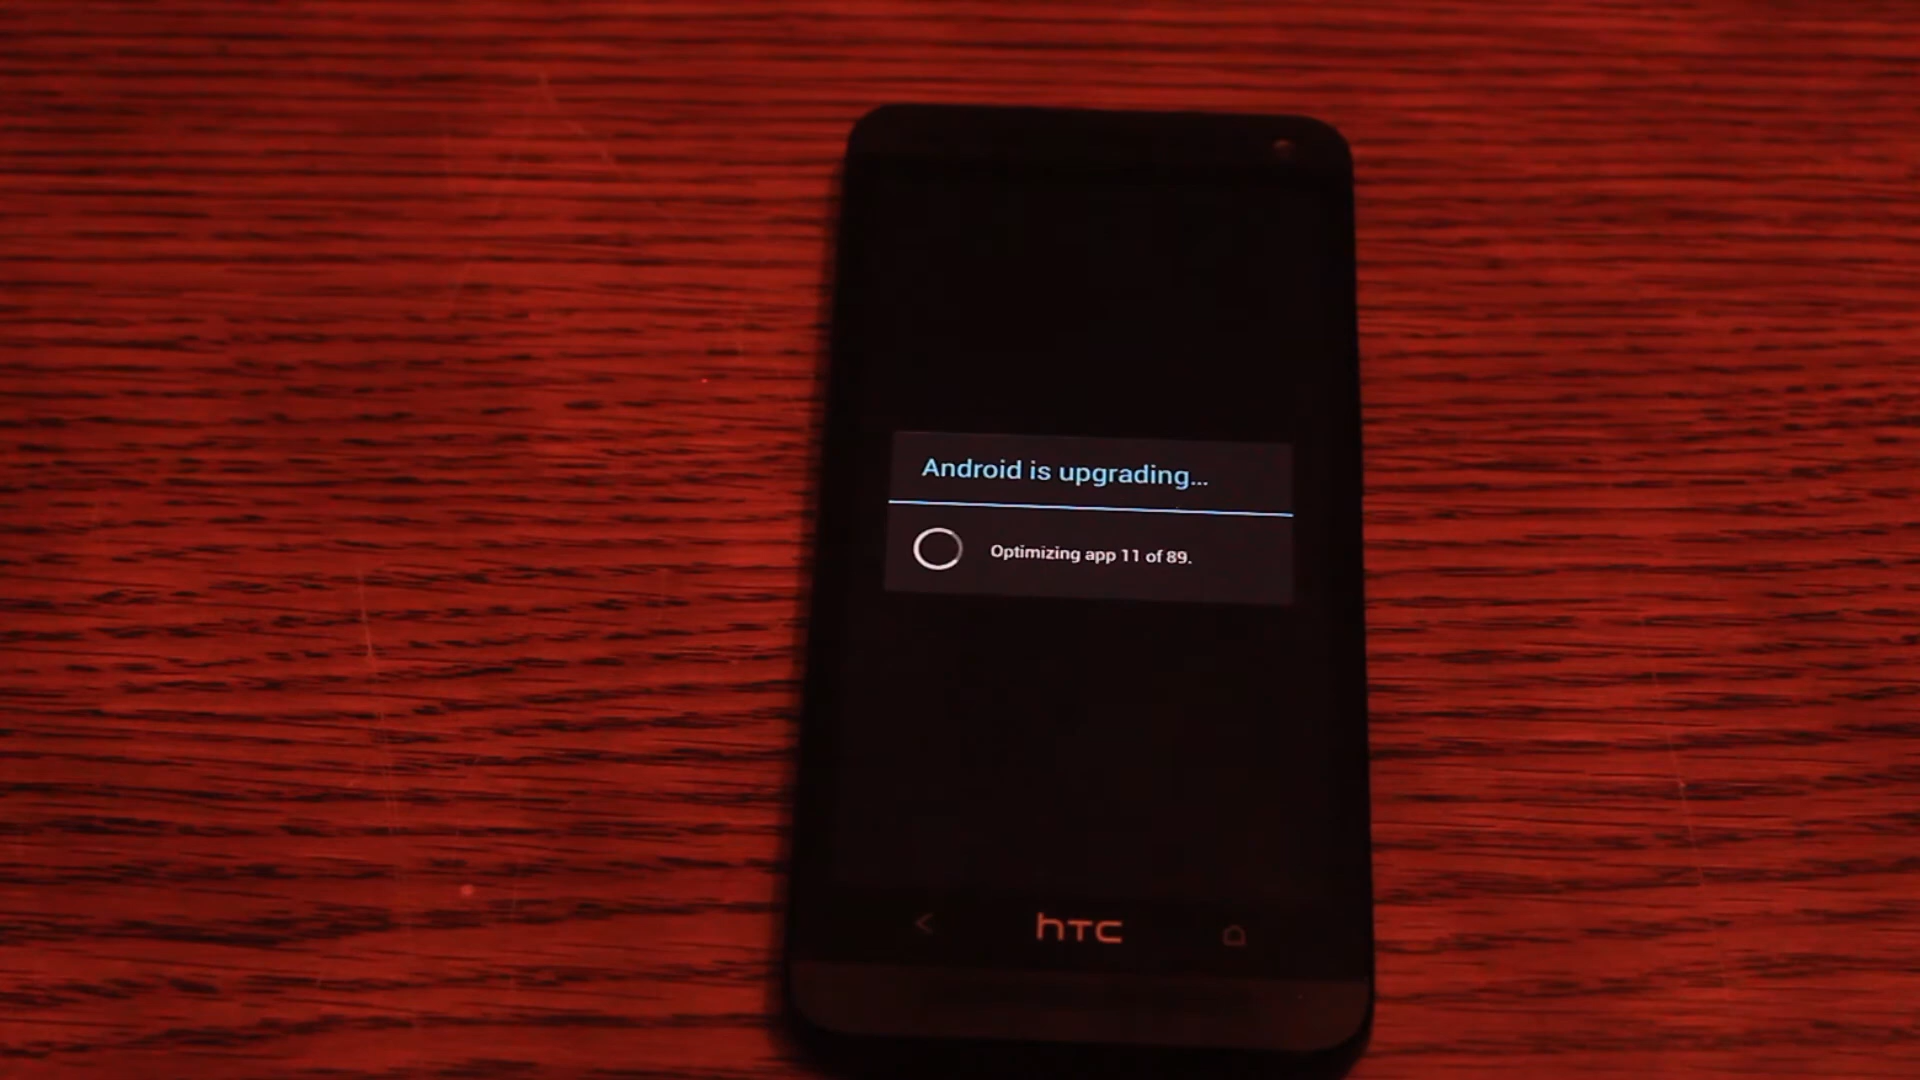 Android is upgrading...
Optimizing app 11 of 89.
hTC